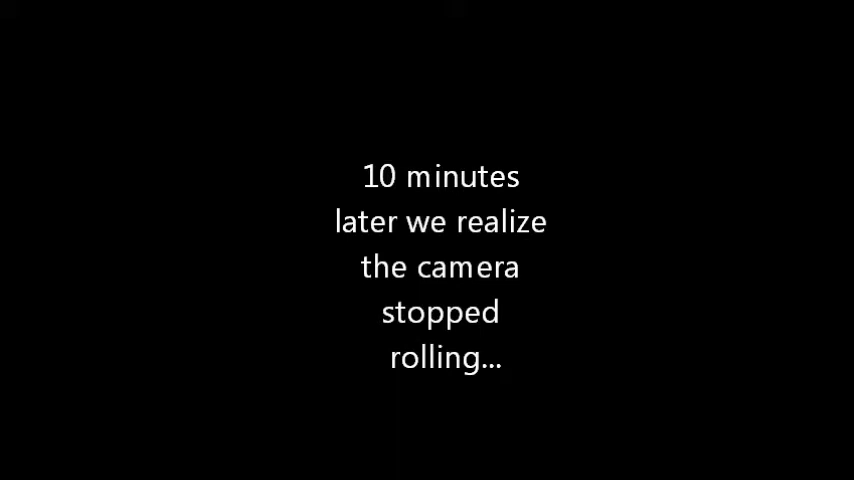 10 minutes
later we realize
the camera
stopped
rolling...